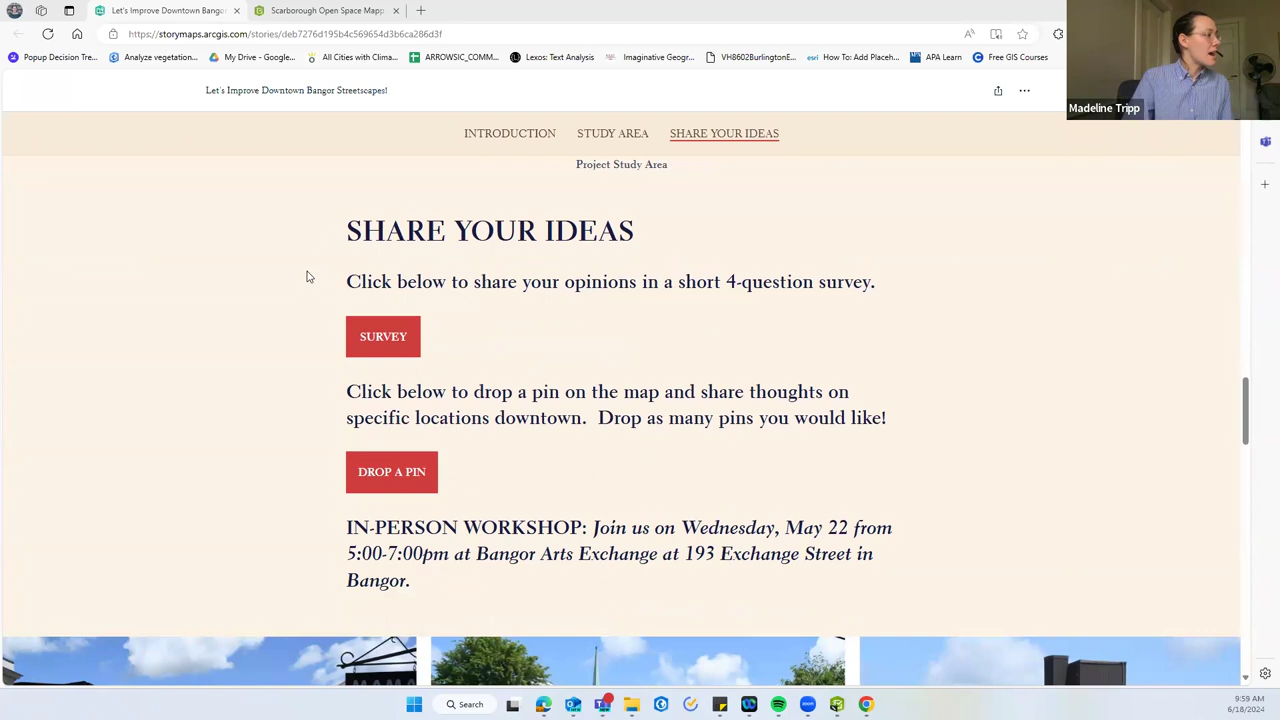 Let's Improve Downtown Bangor
Scarborough Open Space Mapp
https://storymaps.arcgis.com/stories/deb7276d195b4c569654d3b6ca286d3f
Popup Decision Tre...
Analyze vegetation...
My Drive - Google...
All Cities with Clima...
ARROWSIC_COMM...
Lexos: Text Analysis
Imaginative Geogr...
VH8602BurlingtonE...
esri
How To: Add Placeh...
APA Learn
Free GIS Courses
Madeline Tripp
Let's Improve Downtown Bangor Streetscapes!
INTRODUCTION
STUDY AREA
SHARE YOUR IDEAS
Project Study Area
SHARE YOUR IDEAS
Click below to share your opinions in a short 4-question survey.
SURVEY
Click below to drop a pin on the map and share thoughts on
specific locations downtown. Drop as many pins you would like!
DROP A PIN
IN-PERSON WORKSHOP: Join us on Wednesday, May 22 from
5:00-7:00pm at Bangor Arts Exchange at 193 Exchange Street in
Bangor.
Search
9:59 AM
6/18/2024